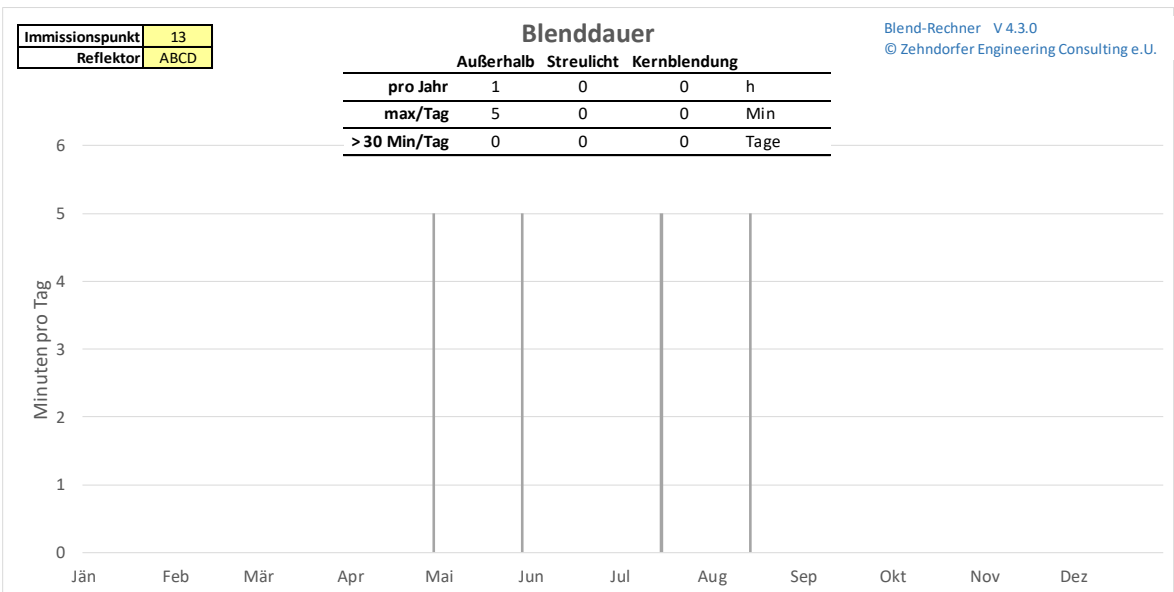 Immissionspunkt 13
Reflektor ABCD
Blenddauer
Blend-Rechner V 4.3.0
© Zehndorfer Engineering Consulting e.U.
Außerhalb Streulicht Kernblendung
pro Jahr 1 0 0 h
max/Tag 5 0 0 Min
> 30 Min/Tag 0 0 0 Tage
Minuten pro Tag
6
5
4
3
2
1
0
Jän Feb Mär Apr Mai Jun Jul Aug Sep Okt Nov Dez